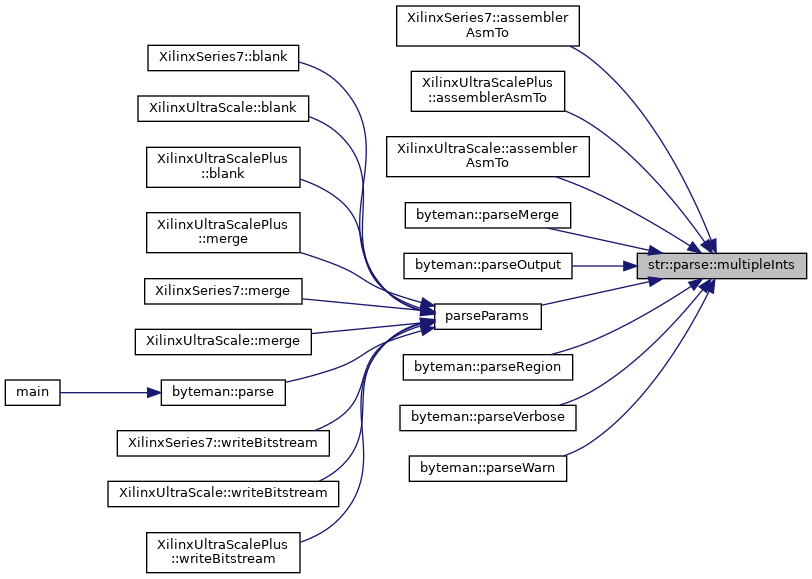 XilinxSeries7::assembler
AsmTo
XilinxSeries7::blank
XilinxUltraScalePlus
::assemblerAsmTo
XilinxUltraScale::blank
XilinxUltraScale::assembler
AsmTo
XilinxUltraScalePlus
::blank
byteman::parseMerge
XilinxUltraScalePlus
::merge
byteman::parseOutput
str::parse::multipleInts
XilinxSeries7::merge
parseParams
XilinxUltraScale::merge
byteman::parseRegion
main
byteman::parse
byteman::parseVerbose
XilinxSeries7::writeBitstream
byteman::parseWarn
XilinxUltraScale::writeBitstream
XilinxUltraScalePlus
::writeBitstream